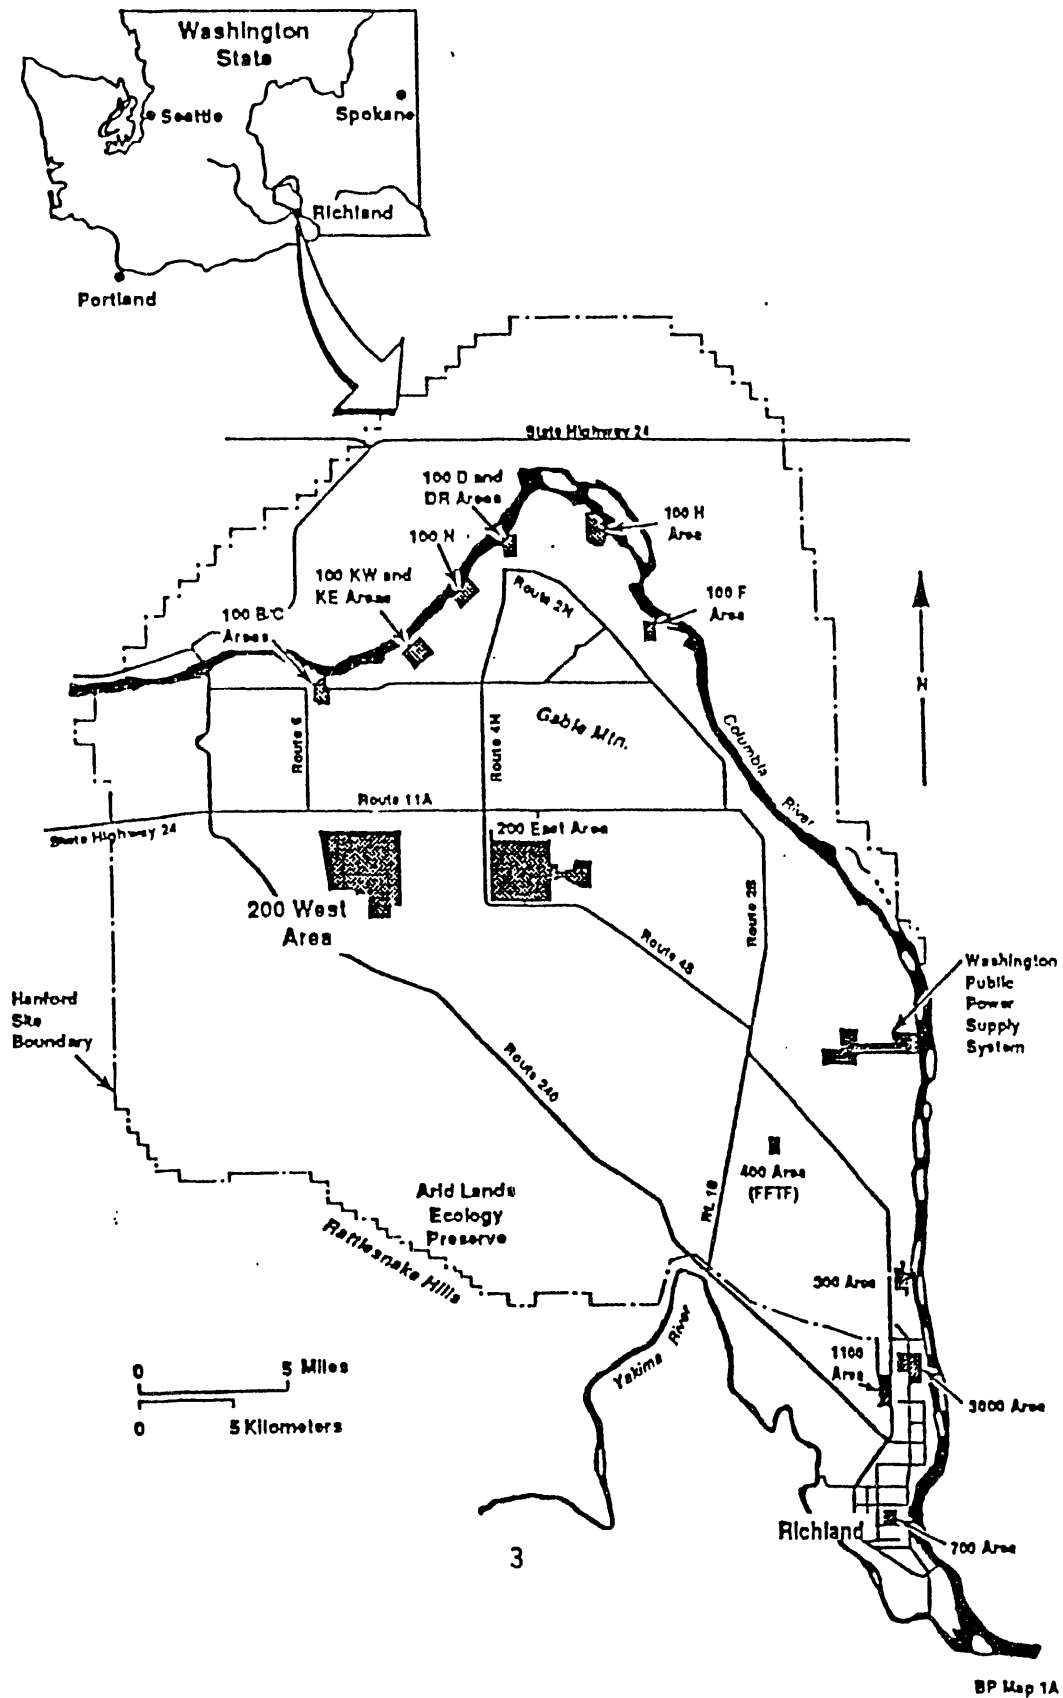 Washington
State
Seattle
Spokane
Richland
Portland
State Highway 24
100 D and
DR Areas
100 H
Area
100 N
100 KW and
KE Areas
100 F
Area
100 B/C
Areas
Route 2N
N
Gable Mtn.
Route 6
Route 4N
Columbia
River
Route 11A
State Highway 24
200 East Area
200 West
Area
Route 2S
Route 4S
Washington
Public
Power
Supply
System
Hanford
Site
Boundary
Route 240
400 Area
(FFTF)
Rt. 10
Arid Lands
Ecology
Preserve
Rattlesnake Hills
300 Area
Yakima River
1100
Area
3000 Area
0 5 Miles
0 5 Kilometers
Richland
700 Area
3
BP Map 1A